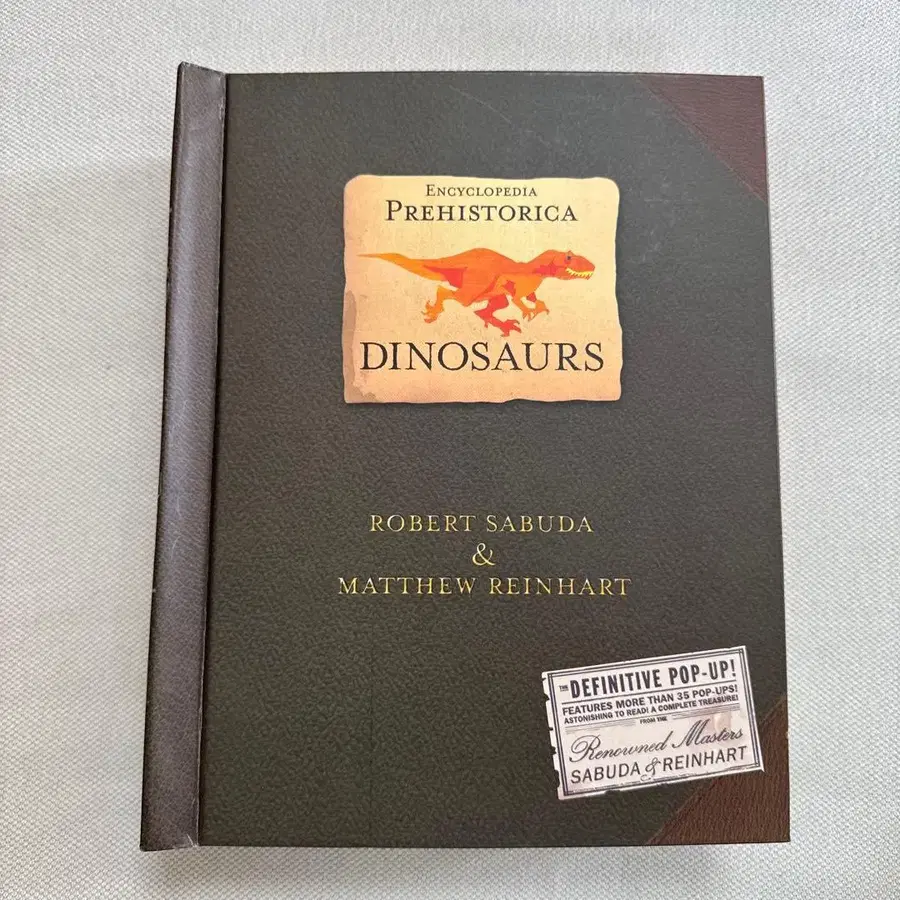 ENCYCLOPEDIA
PREHISTORICA
DINOSAURS
ROBERT SABUDA
&
MATTHEW REINHART
THE DEFINITIVE POP-UP!
FEATURES MORE THAN 35 POP-UPS!
ASTONISHING TO READ! A COMPLETE TREASURE!
FROM THE
Renowned Masters
SABUDA & REINHART